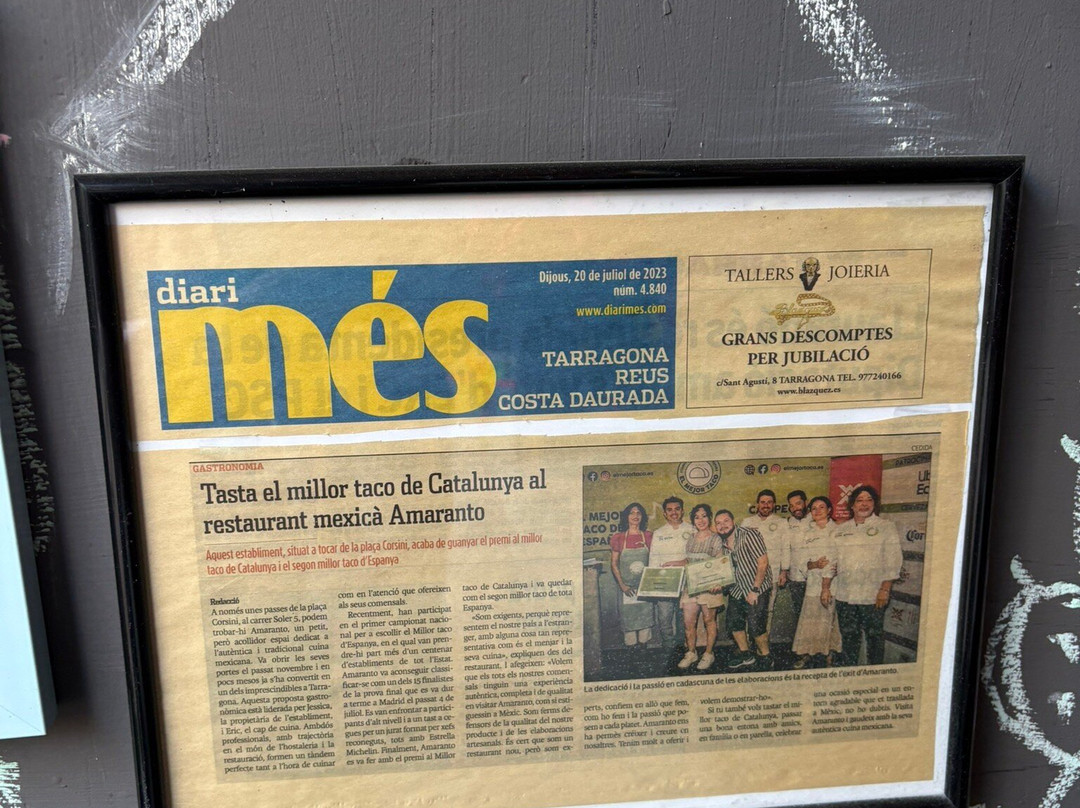 diari
més
Dijous, 20 de juliol de 2023
núm. 4.840
www.diarimes.com
TARRAGONA
REUS
COSTA DAURADA
TALLERS JOIERIA
GRANS DESCOMPTES
PER JUBILACIÓ
c/Sant Agustí, 8 TARRAGONA TEL. 977240166
www.blazquez.es
GASTRONOMIA
Tasta el millor taco de Catalunya al
restaurant mexicà Amaranto
Aquest establiment, situat a tocar de la plaça Corsini, acaba de guanyar el premi al millor
taco de Catalunya i el segon millor taco d'Espanya
CEDIDA
elmejortaco.es
EL MEJOR TACO
elmejortaco.es
MEJOR
TACO DE
ESPAÑA
La dedicació i la passió en cadascuna de les elaboracions és la recepta de l'èxit d'Amaranto.
Redacció
A només unes passes de la plaça
Corsini, al carrer Soler 5, podem
trobar-hi Amaranto, un petit,
però acollidor espai dedicat a
l'autèntica i tradicional cuina
mexicana. Va obrir les seves
portes el passat novembre i en
pocs mesos ja s'ha convertit en
un dels imprescindibles a Tarra-
gona. Aquesta proposta gastro-
nòmica està liderada per Jessica,
la propietària de l'establiment,
i Eric, el cap de cuina. Ambdós
professionals, amb trajectòria
en el món de l'hostaleria i la
restauració, formen un tàndem
perfecte tant a l'hora de cuinar
com en l'atenció que ofereixen
als seus comensals.
Recentment, han participat
en el primer campionat nacio-
nal per a escollir el Millor taco
d'Espanya, en el qual van pren-
dre-hi part més d'un centenar
d'establiments de tot l'Estat.
Amaranto va aconseguir classi-
ficar-se com un dels 15 finalistes
de la prova final que es va dur
a terme a Madrid el passat 4 de
juliol. Es van enfrontar a partici-
pants d'alt nivell i a un tast a ce-
gues per un jurat format per xefs
reconeguts, tots amb Estrella
Michelin. Finalment, Amaranto
es va fer amb el premi al Millor
taco de Catalunya i va quedar
com el segon millor taco de tota
Espanya.
«Som exigents, perquè repre-
sentem el nostre país a l'estran-
ger, amb alguna cosa tan repre-
sentativa com és el menjar i la
seva cuina», expliquen des del
restaurant, i afegeixen: «Volem
que els tots els nostres comen-
sals tinguin una experiència
autèntica, completa i de qualitat
en visitar Amaranto, com si esti-
guessin a Mèxic. Som ferms de-
fensors de la qualitat del nostre
producte i de les elaboracions
artesanals. És cert que som un
restaurant nou, però som ex-
perts, confiem en allò que fem,
com ho fem i la passió que po-
sem a cada plat. Amaranto ens
ha permès créixer i creure en
nosaltres. Tenim molt a oferir i
volem demostrar-ho».
Si tu també vols tastar el mi-
llor taco de Catalunya, passar
una bona estona amb amics
en família o en parella, celebrar
una ocasió especial en un en-
torn agradable que et traslladi
a Mèxic, no ho dubtis. Visita
Amaranto i gaudeix amb la seva
autèntica cuina mexicana.